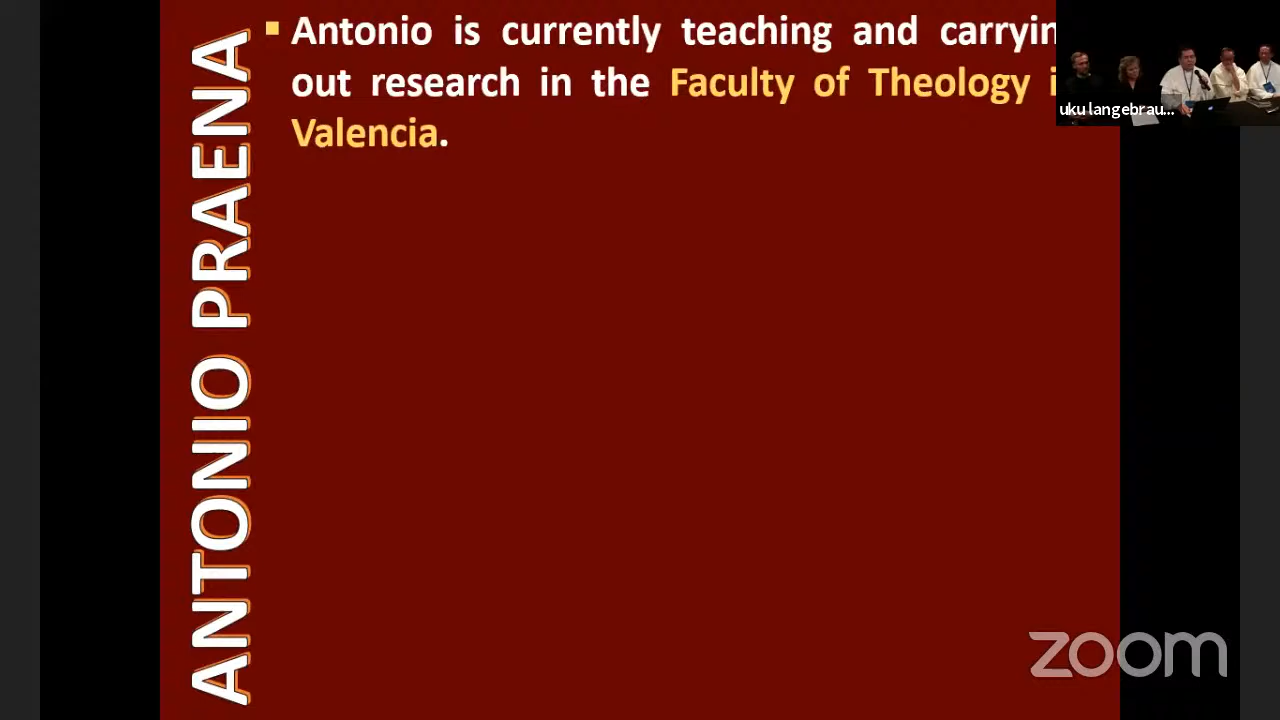 ANTONIO PRAENA
Antonio is currently teaching and carryin
out research in the Faculty of Theology i
Valencia.
uku langebrau...
zoom